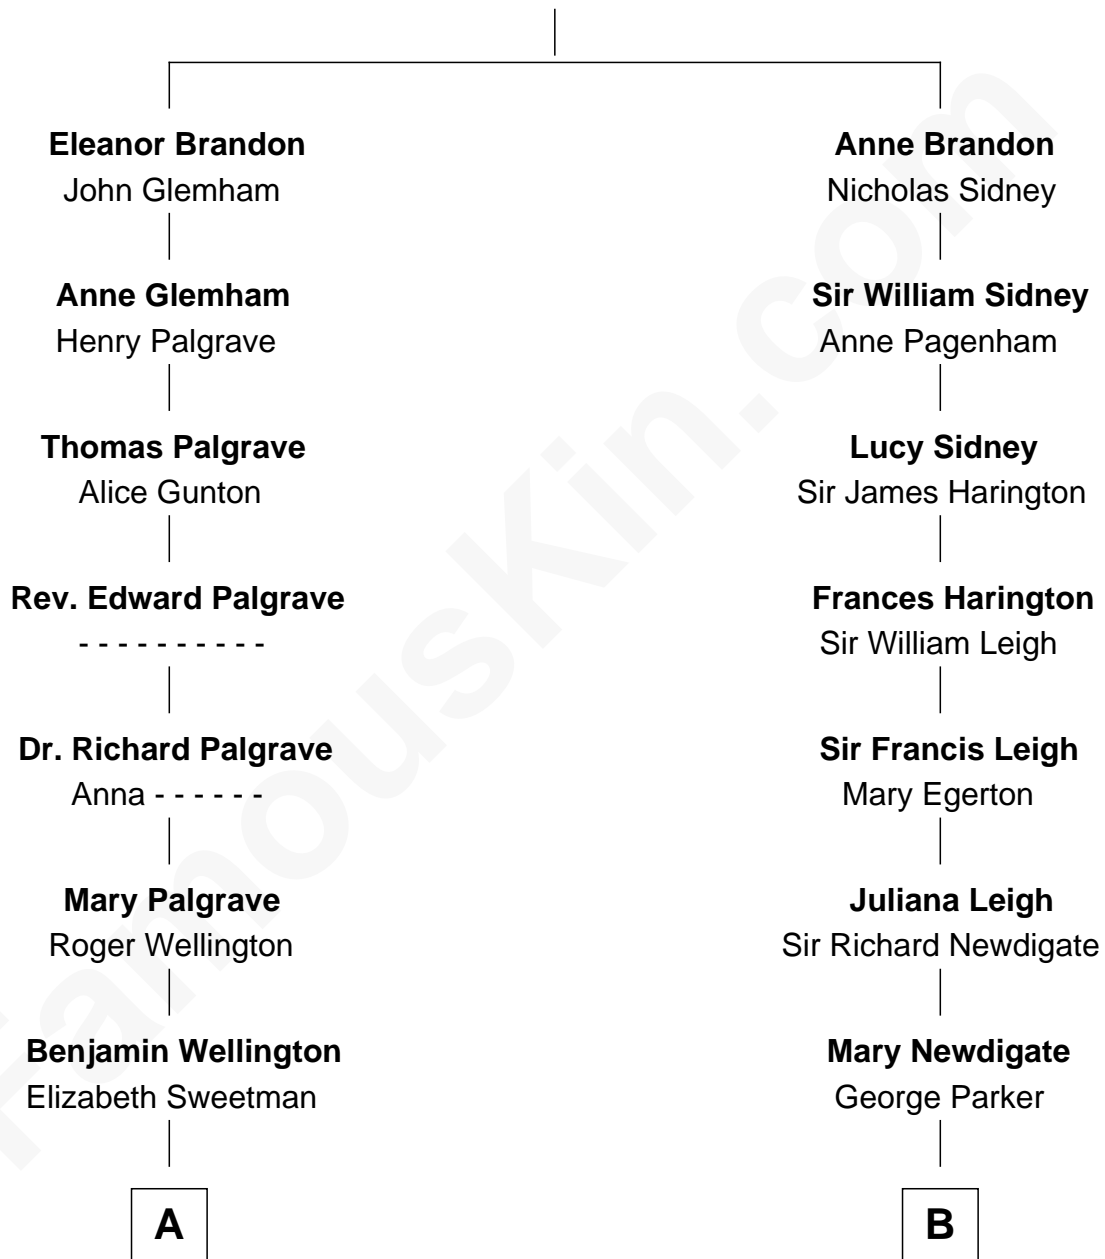 Eleanor Brandon
John Glemham
Anne Brandon
Nicholas Sidney
Anne Glemham
Henry Palgrave
Sir William Sidney
Anne Pagenham
Thomas Palgrave
Alice Gunton
Lucy Sidney
Sir James Harington
Rev. Edward Palgrave
- - - - - - - - - -
Frances Harington
Sir William Leigh
Dr. Richard Palgrave
Anna - - - - - -
Sir Francis Leigh
Mary Egerton
Mary Palgrave
Roger Wellington
Juliana Leigh
Sir Richard Newdigate
Benjamin Wellington
Elizabeth Sweetman
Mary Newdigate
George Parker
A
B
FamousKin.com